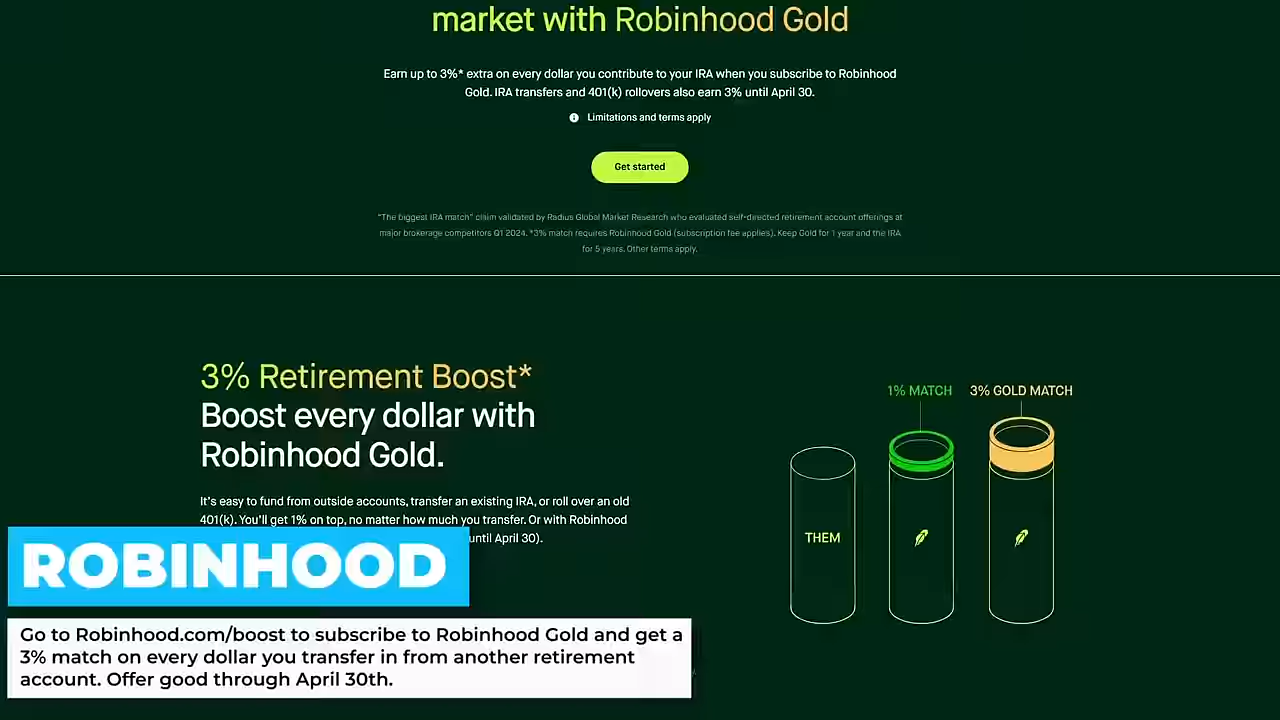 market with Robinhood Gold
Earn up to 3%* extra on every dollar you contribute to your IRA when you subscribe to Robinhood
Gold. IRA transfers and 401(k) rollovers also earn 3% until April 30.
Limitations and terms apply
Get started
"The biggest IRA match" claim validated by Radius Global Market Research who evaluated self-directed retirement account offerings at
major brokerage competitors Q1 2024. *3% match requires Robinhood Gold (subscription fee applies). Keep Gold for 1 year and the IRA
for 5 years. Other terms apply.
3% Retirement Boost*
Boost every dollar with
Robinhood Gold.
It's easy to fund from outside accounts, transfer an existing IRA, or roll over an old
401(k). You'll get 1% on top, no matter how much you transfer. Or with Robinhood
until April 30).
1% MATCH
3% GOLD MATCH
THEM
ROBINHOOD
Go to Robinhood.com/boost to subscribe to Robinhood Gold and get a
3% match on every dollar you transfer in from another retirement
account. Offer good through April 30th.